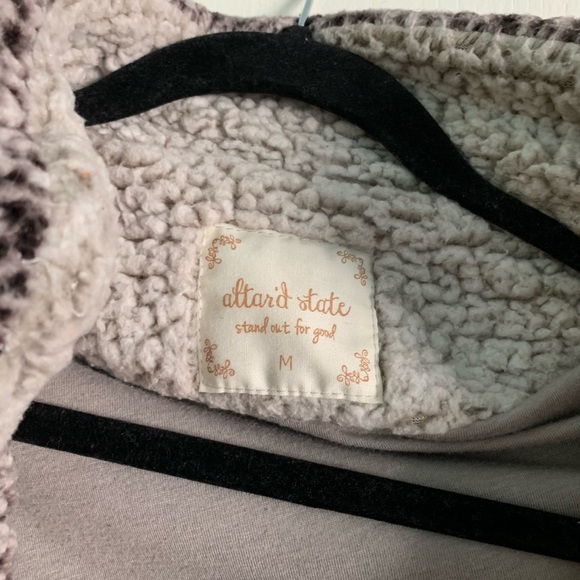 altar'd state
stand out for good
M